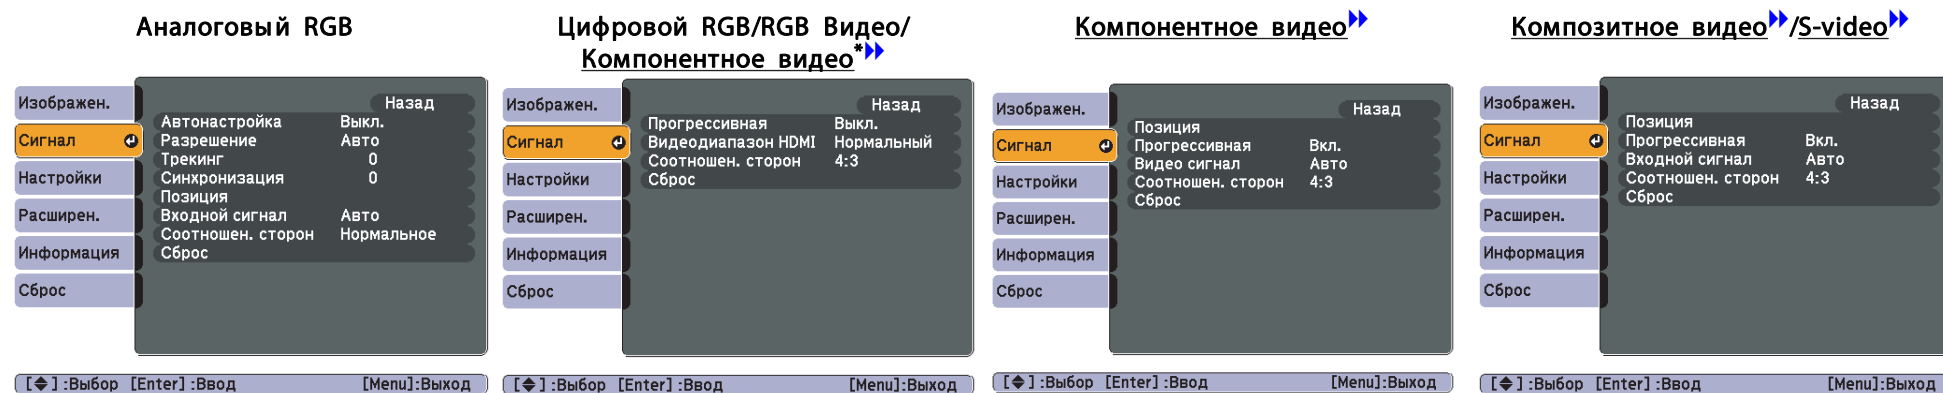 Аналоговый RGB
Изображен.
Сигнал
Настройки
Расширен.
Информация
Сброс
Назад
Автонастройка Выкл.
Разрешение Авто
Трекинг 0
Синхронизация 0
Позиция
Входной сигнал Авто
Соотношен. сторон Нормальное
Сброс
[◆] :Выбор [Enter] :Ввод [Menu]:Выход
Цифровой RGB/RGB Видео/
Компонентное видео*
Изображен.
Сигнал
Настройки
Расширен.
Информация
Сброс
Назад
Прогрессивная Выкл.
Видеодиапазон HDMI Нормальный
Соотношен. сторон 4:3
Сброс
[◆] :Выбор [Enter] :Ввод [Menu]:Выход
Компонентное видео
Изображен.
Сигнал
Настройки
Расширен.
Информация
Сброс
Назад
Позиция
Прогрессивная Вкл.
Видео сигнал Авто
Соотношен. сторон 4:3
Сброс
[◆] :Выбор [Enter] :Ввод [Menu]:Выход
Композитное видео/S-video
Изображен.
Сигнал
Настройки
Расширен.
Информация
Сброс
Назад
Позиция
Прогрессивная Вкл.
Входной сигнал Авто
Соотношен. сторон 4:3
Сброс
[◆] :Выбор [Enter] :Ввод [Menu]:Выход